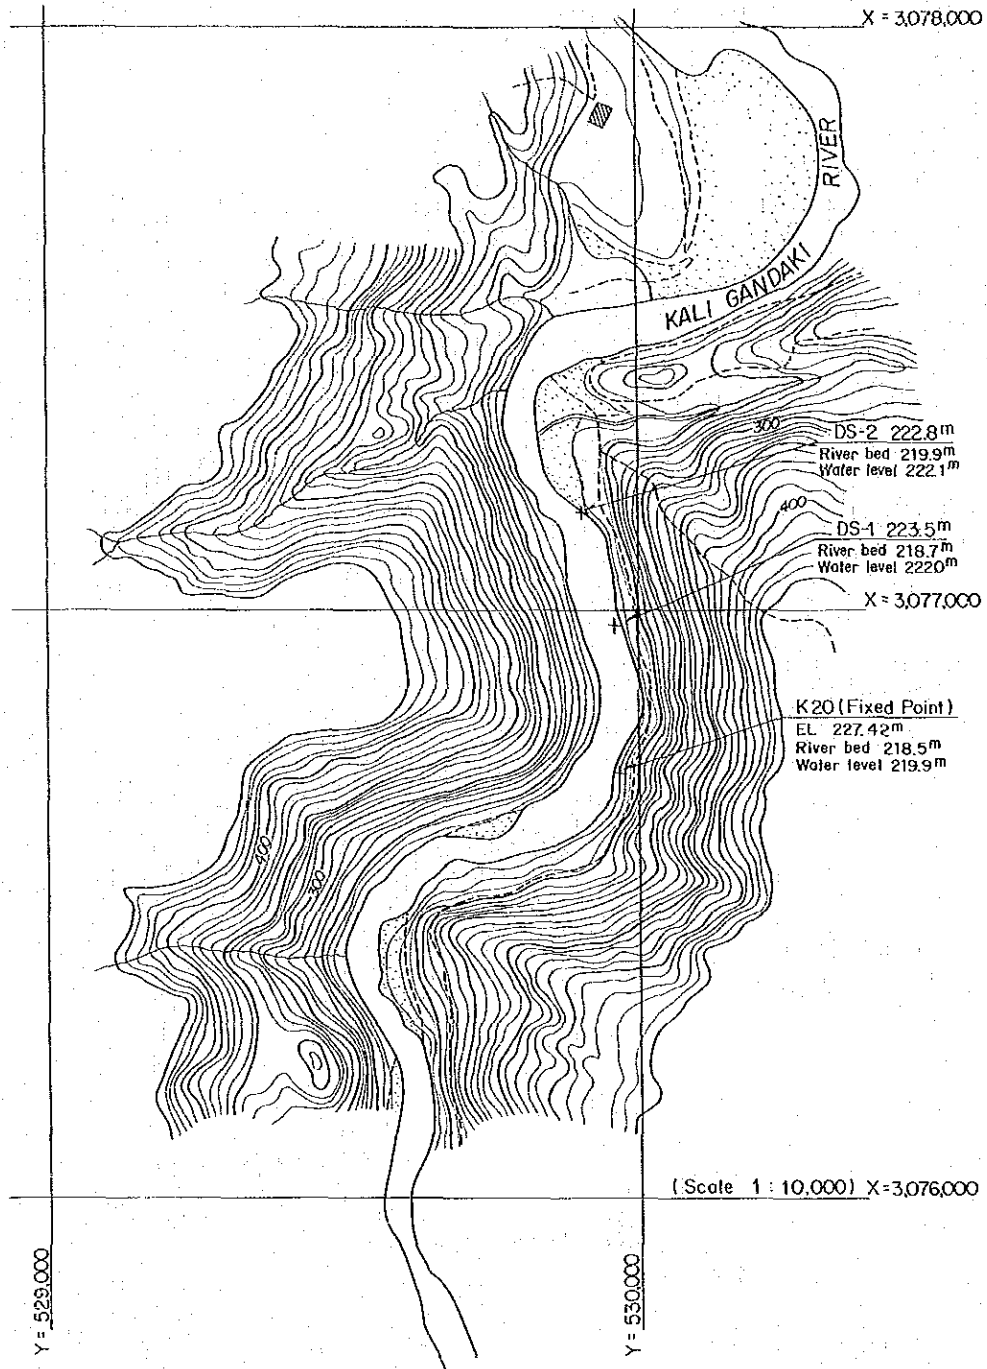 X = 3,078,000
RIVER
KALI GANDAKI
300
DS-2 222.8m
River bed 219.9m
Water level 222.1m
400
DS-1 223.5m
River bed 218.7m
Water level 222.0m
X = 3,077,000
K20 (Fixed Point)
EL 227.42m
River bed 218.5m
Water level 219.9m
400
300
(Scale 1 : 10,000) X=3,076,000
Y = 529,000
Y = 530,000